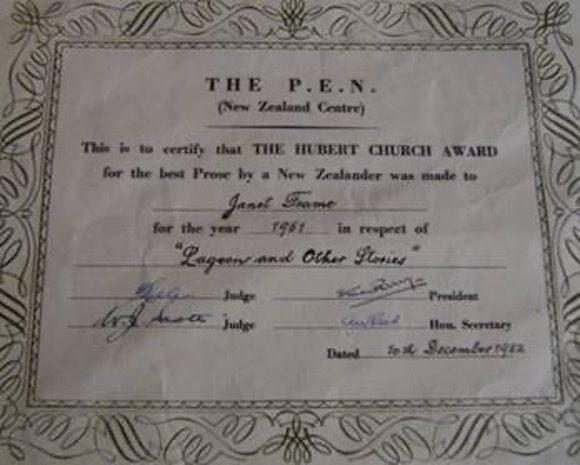 THE P.E.N.
(New Zealand Centre)
This is to certify that THE HUBERT CHURCH AWARD
for the best Prose by a New Zealander was made to
Janet Frame
for the year 1951 in respect of
"Lagoon and Other Stories"
Judge President
W.J. Scott Judge Hon. Secretary
Dated 10th December 1952